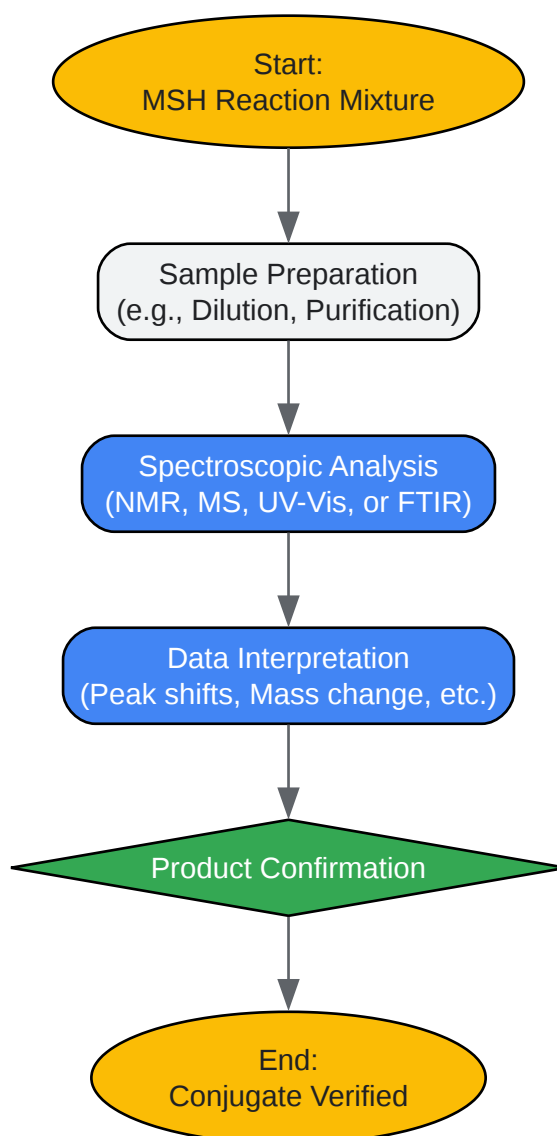 Start:
MSH Reaction Mixture
Sample Preparation
(e.g., Dilution, Purification)
Spectroscopic Analysis
(NMR, MS, UV-Vis, or FTIR)
Data Interpretation
(Peak shifts, Mass change, etc.)
Product Confirmation
End:
Conjugate Verified